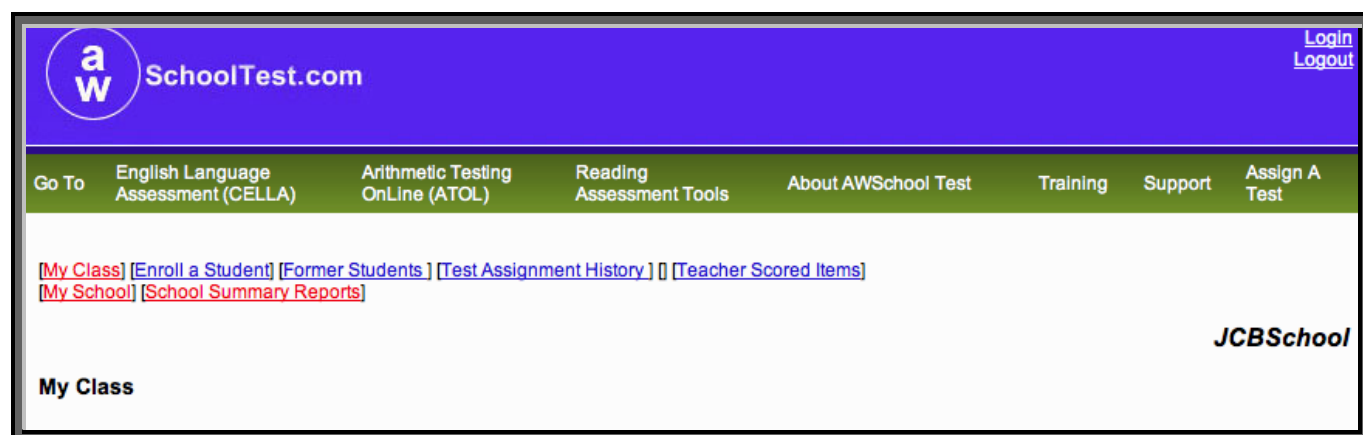 Login
Logout
aw SchoolTest.com
Go To English Language Assessment (CELLA) Arithmetic Testing OnLine (ATOL) Reading Assessment Tools About AWSchool Test Training Support Assign A Test
[My Class] [Enroll a Student] [Former Students ] [Test Assignment History ] [] [Teacher Scored Items]
[My School] [School Summary Reports]
JCBSchool
My Class